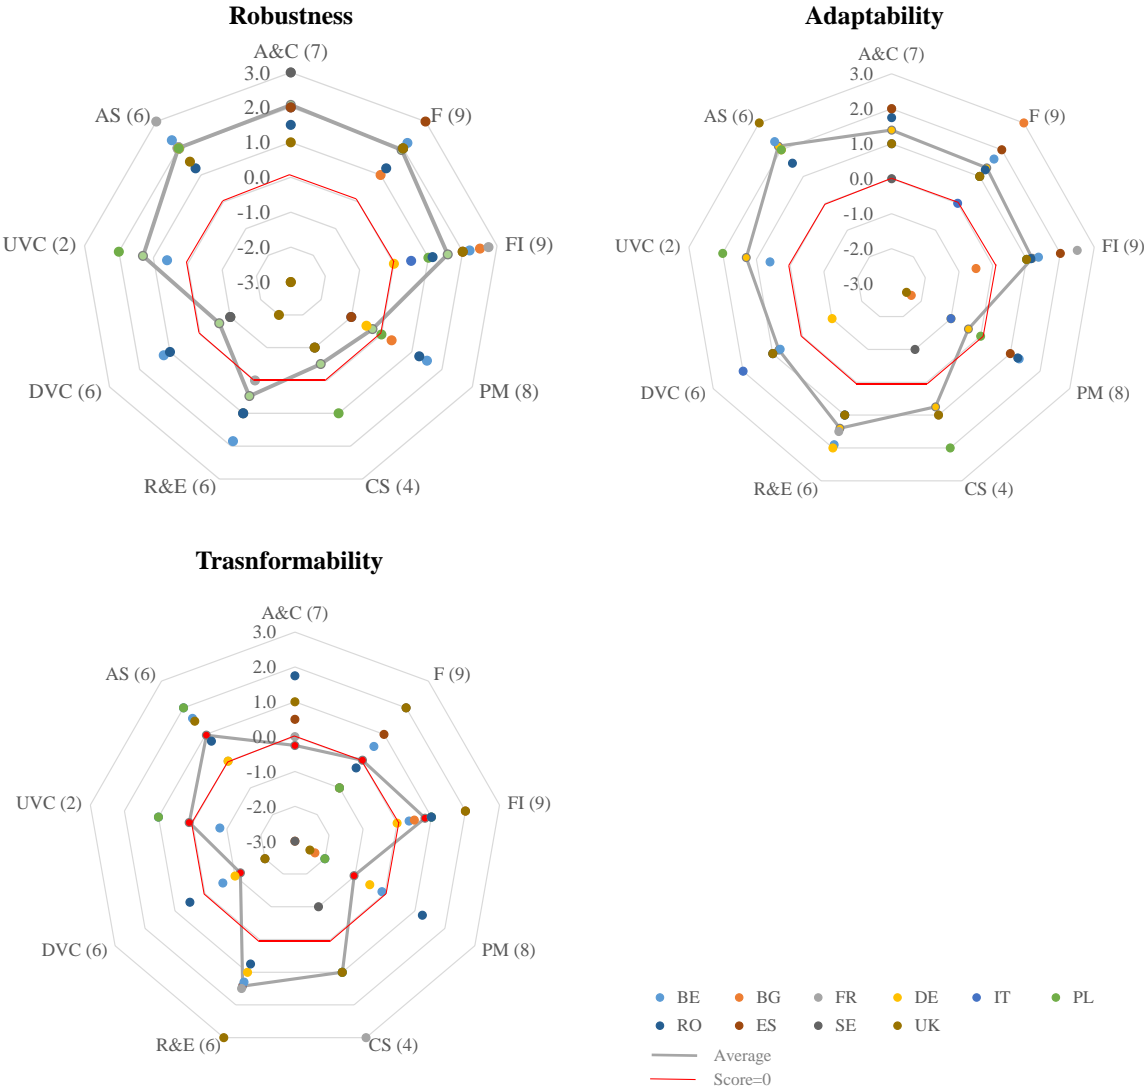 Robustness
A&C (7)
3.0
2.0
1.0
0.0
-1.0
-2.0
-3.0
F (9)
FI (9)
PM (8)
CS (4)
R&E (6)
DVC (6)
UVC (2)
AS (6)
Adaptability
A&C (7)
3.0
2.0
1.0
0.0
-1.0
-2.0
-3.0
F (9)
FI (9)
PM (8)
CS (4)
R&E (6)
DVC (6)
UVC (2)
AS (6)
Trasnformability
A&C (7)
3.0
2.0
1.0
0.0
-1.0
-2.0
-3.0
F (9)
FI (9)
PM (8)
CS (4)
R&E (6)
DVC (6)
UVC (2)
AS (6)
BE BG FR DE IT PL
RO ES SE UK
Average
Score=0